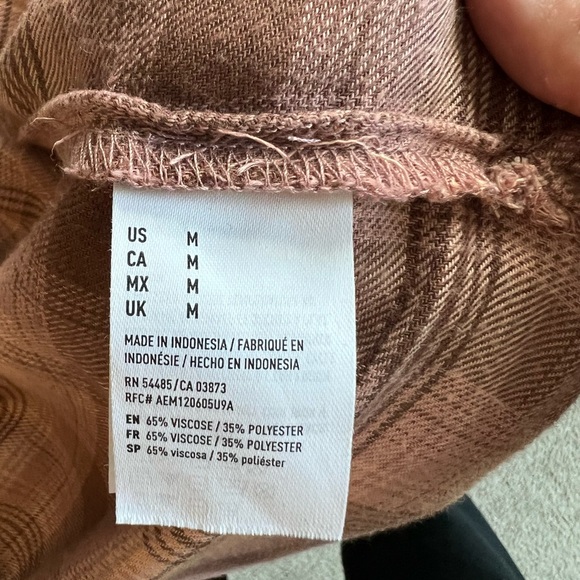 US M
CA M
MX M
UK M
MADE IN INDONESIA / FABRIQUÉ EN
INDONÉSIE / HECHO EN INDONESIA
RN 54485/CA 03873
RFC# AEM120605U9A
EN 65% VISCOSE / 35% POLYESTER
FR 65% VISCOSE / 35% POLYESTER
SP 65% viscosa / 35% poliéster